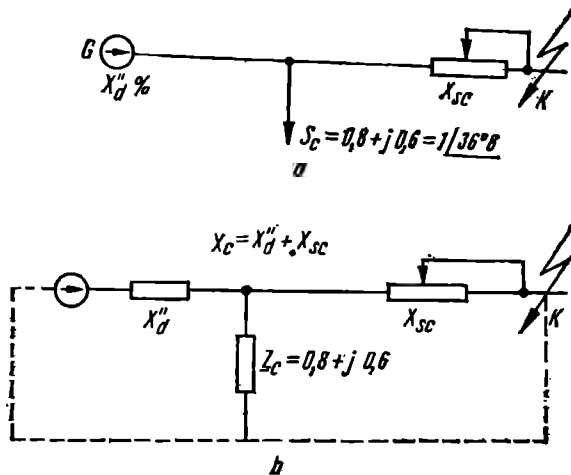 G
X"d %
Xsc
K
Sc = 0,8 + j 0,6 = 1/36°8
a
Xc = X"d + Xsc
X"d
Xsc
K
Zc = 0,8 + j 0,6
b